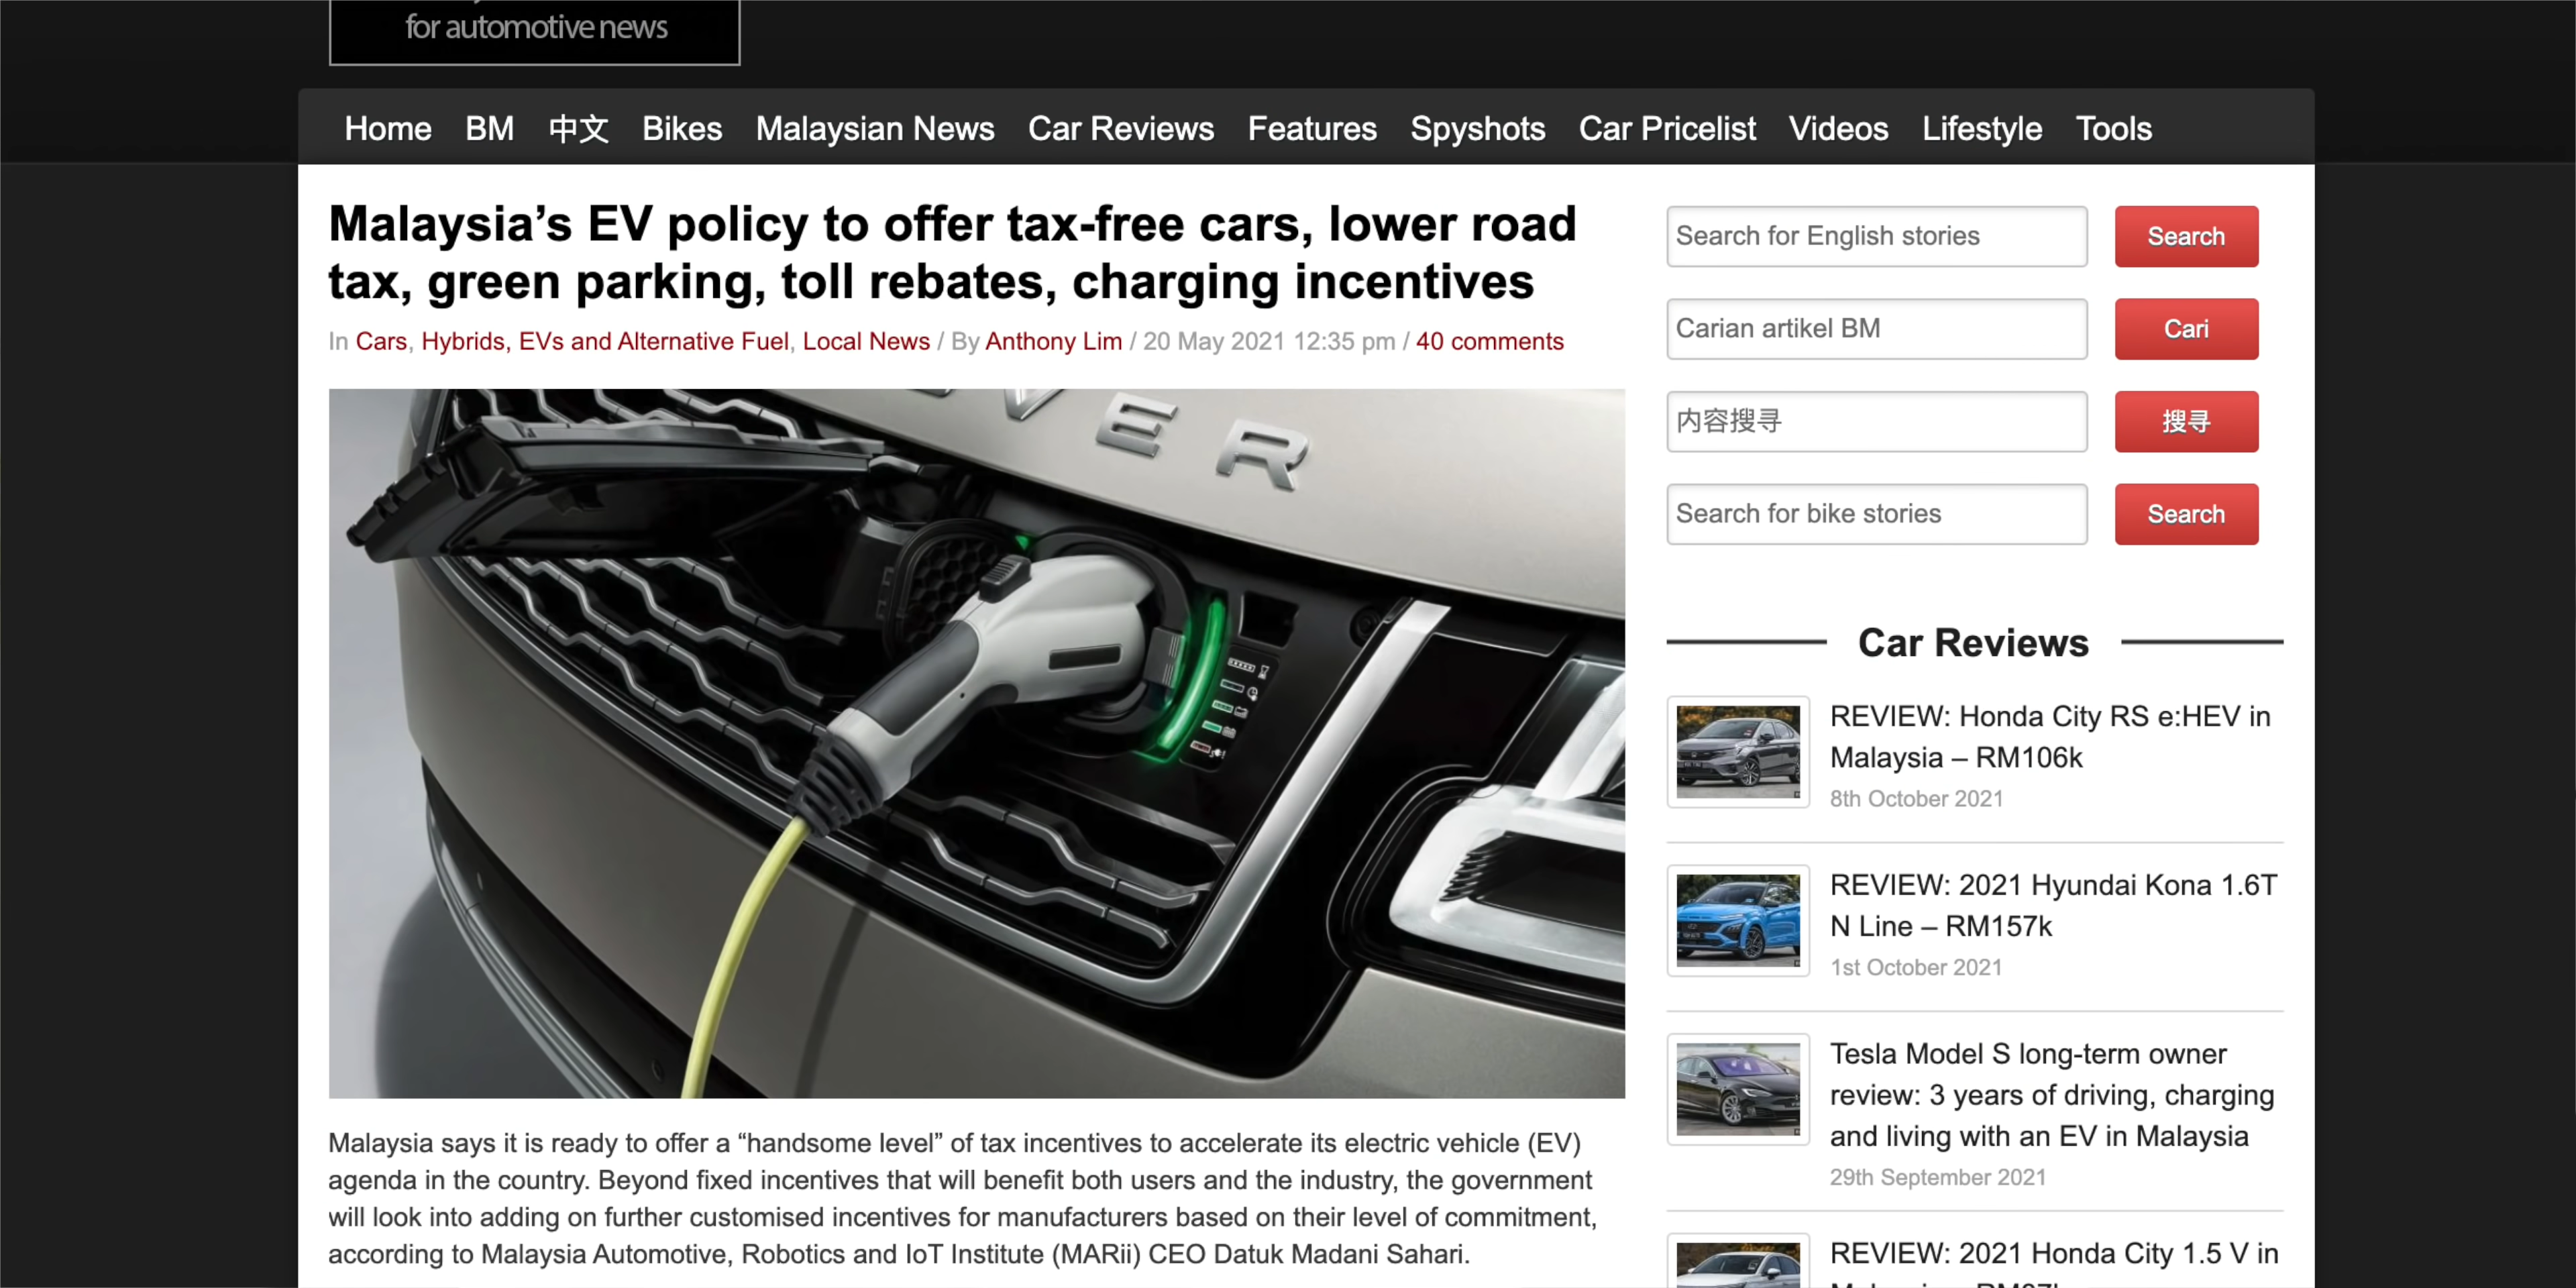 for automotive news
Home BM 中文 Bikes Malaysian News Car Reviews Features Spyshots Car Pricelist Videos Lifestyle Tools
Malaysia’s EV policy to offer tax-free cars, lower road
tax, green parking, toll rebates, charging incentives
In Cars, Hybrids, EVs and Alternative Fuel, Local News / By Anthony Lim / 20 May 2021 12:35 pm / 40 comments
VER
Malaysia says it is ready to offer a “handsome level” of tax incentives to accelerate its electric vehicle (EV)
agenda in the country. Beyond fixed incentives that will benefit both users and the industry, the government
will look into adding on further customised incentives for manufacturers based on their level of commitment,
according to Malaysia Automotive, Robotics and IoT Institute (MARii) CEO Datuk Madani Sahari.
Search for English stories Search
Carian artikel BM Cari
内容搜寻 搜寻
Search for bike stories Search
Car Reviews
REVIEW: Honda City RS e:HEV in
Malaysia – RM106k
8th October 2021
REVIEW: 2021 Hyundai Kona 1.6T
N Line – RM157k
1st October 2021
Tesla Model S long-term owner
review: 3 years of driving, charging
and living with an EV in Malaysia
29th September 2021
REVIEW: 2021 Honda City 1.5 V in